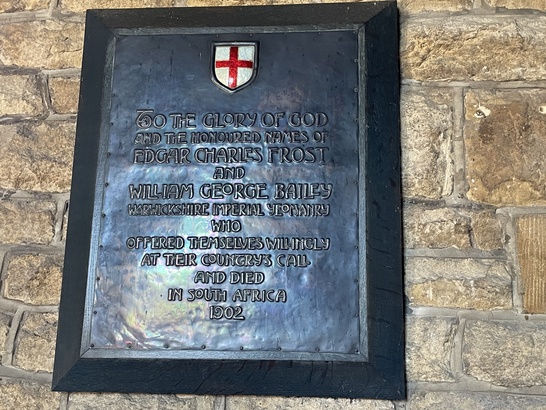 TO THE GLORY OF GOD
AND THE HONOURED NAMES OF
EDGAR CHARLES FROST
AND
WILLIAM GEORGE BAILEY
WARWICKSHIRE IMPERIAL YEOMANRY
WHO
OFFERED THEMSELVES WILLINGLY
AT THEIR COUNTRY'S CALL
AND DIED
IN SOUTH AFRICA
1902